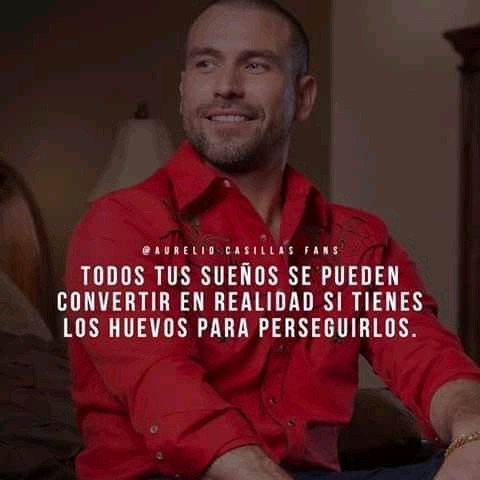 @AURELIO CASILLAS FANS
TODOS TUS SUEÑOS SE PUEDEN
CONVERTIR EN REALIDAD SI TIENES
LOS HUEVOS PARA PERSEGUIRLOS.